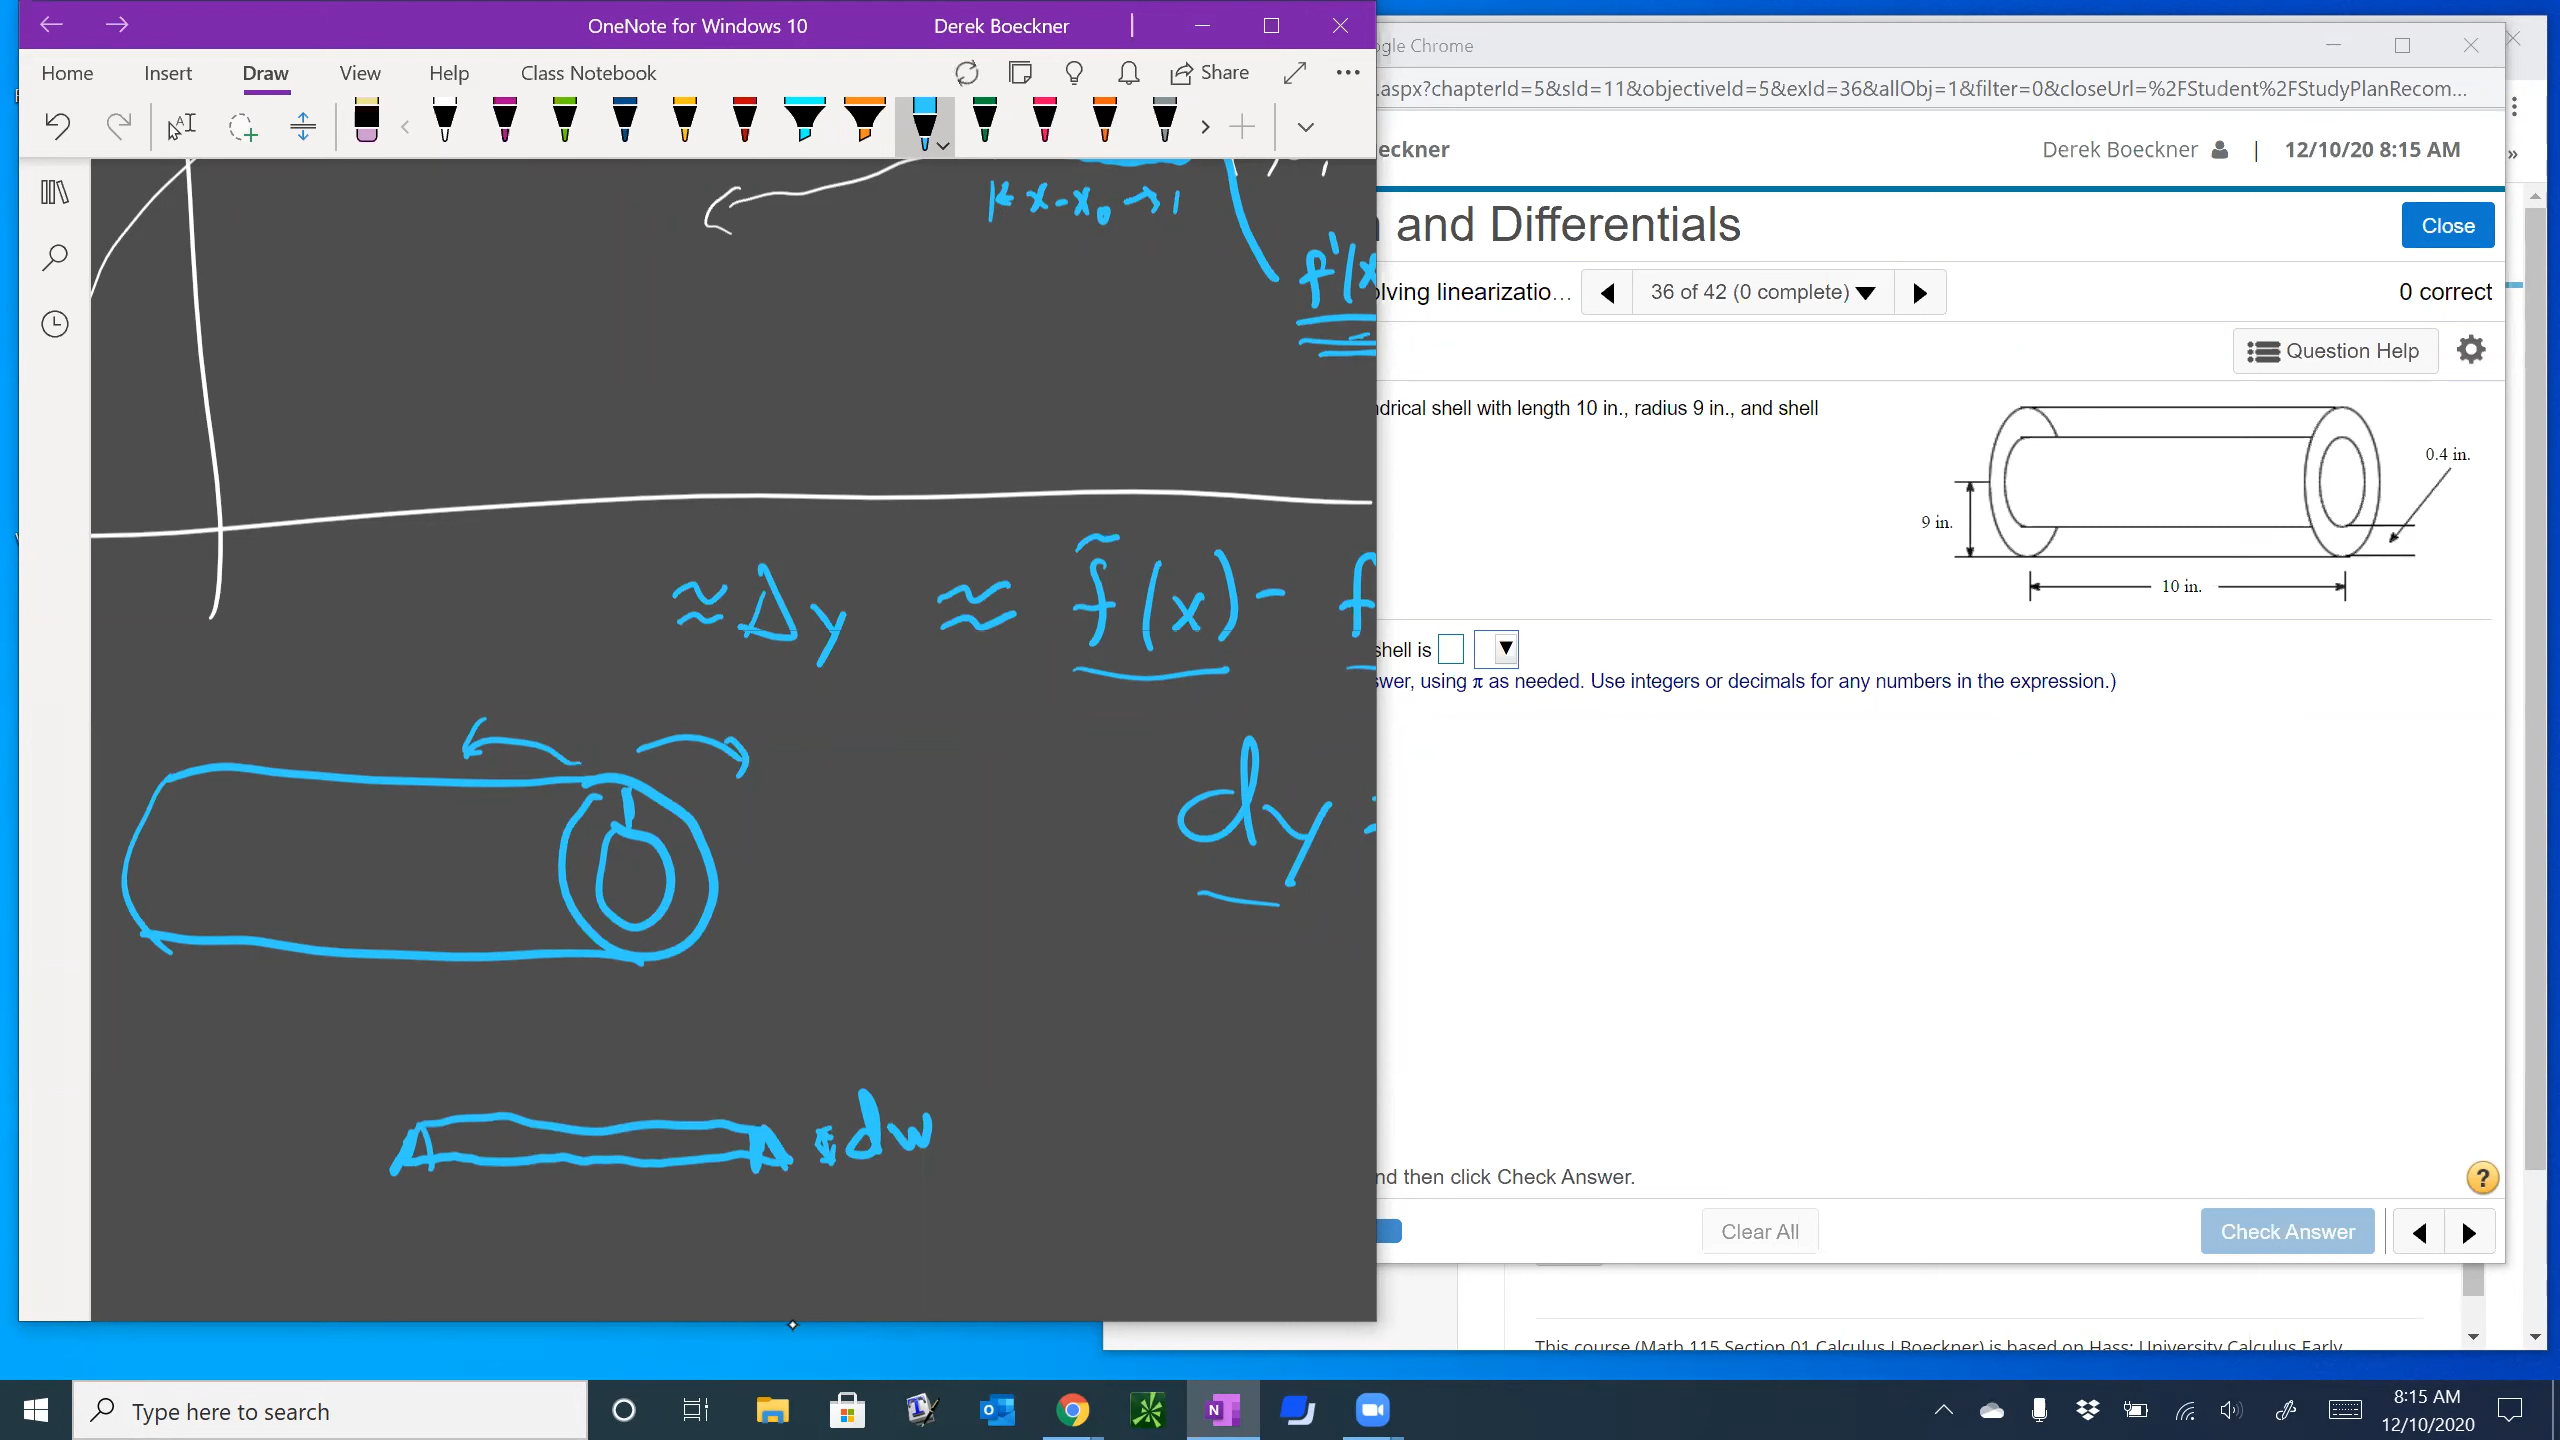 OneNote for Windows 10
Derek Boeckner
Home Insert Draw View Help Class Notebook
Share
|← x - x₀ →|
f'(x
≈ Δy ≈ f̃(x) - f
dy =
dw
gle Chrome
.aspx?chapterId=5&sId=11&objectiveId=5&exId=36&allObj=1&filter=0&closeUrl=%2FStudent%2FStudyPlanRecom...
eckner
Derek Boeckner | 12/10/20 8:15 AM
and Differentials
Close
lving linearizatio...
36 of 42 (0 complete)
0 correct
Question Help
drical shell with length 10 in., radius 9 in., and shell
0.4 in.
9 in.
10 in.
shell is
wer, using π as needed. Use integers or decimals for any numbers in the expression.)
nd then click Check Answer.
?
Clear All
Check Answer
This course (Math 115 Section 01 Calculus I Boeckner) is based on Hass: University Calculus Early
Type here to search
8:15 AM
12/10/2020